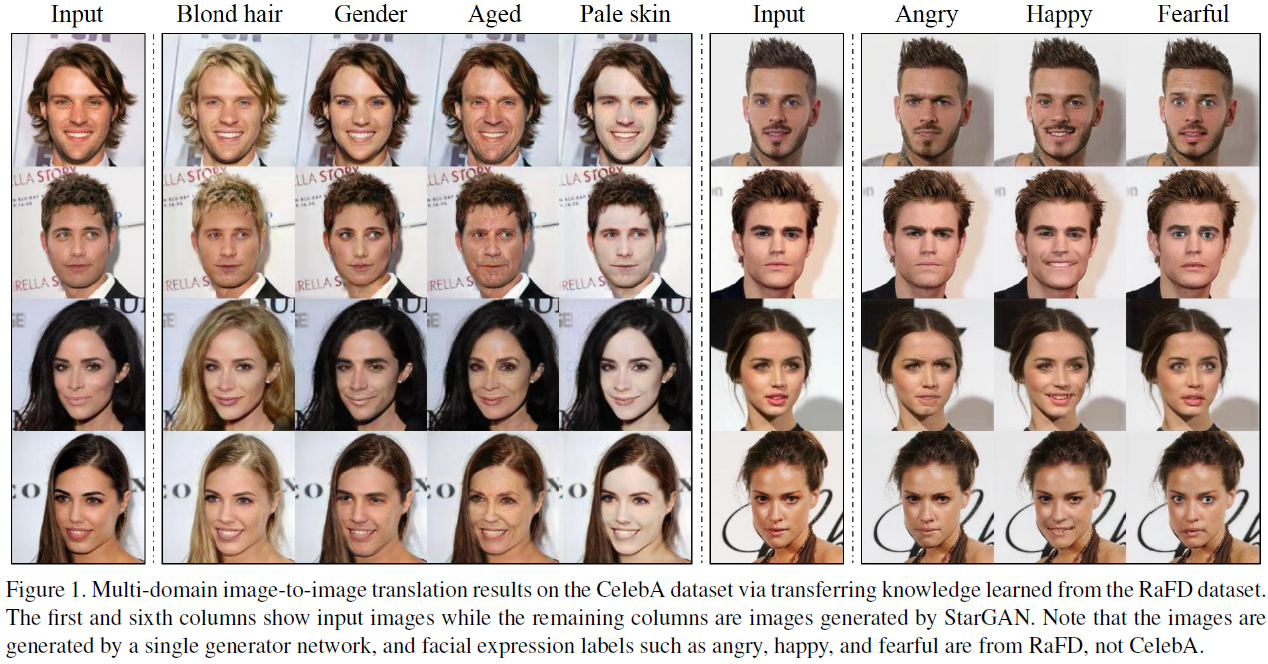 Input Blond hair Gender Aged Pale skin Input Angry Happy Fearful
LLA STORY
RELLA S
Figure 1. Multi-domain image-to-image translation results on the CelebA dataset via transferring knowledge learned from the RaFD dataset.
The first and sixth columns show input images while the remaining columns are images generated by StarGAN. Note that the images are
generated by a single generator network, and facial expression labels such as angry, happy, and fearful are from RaFD, not CelebA.